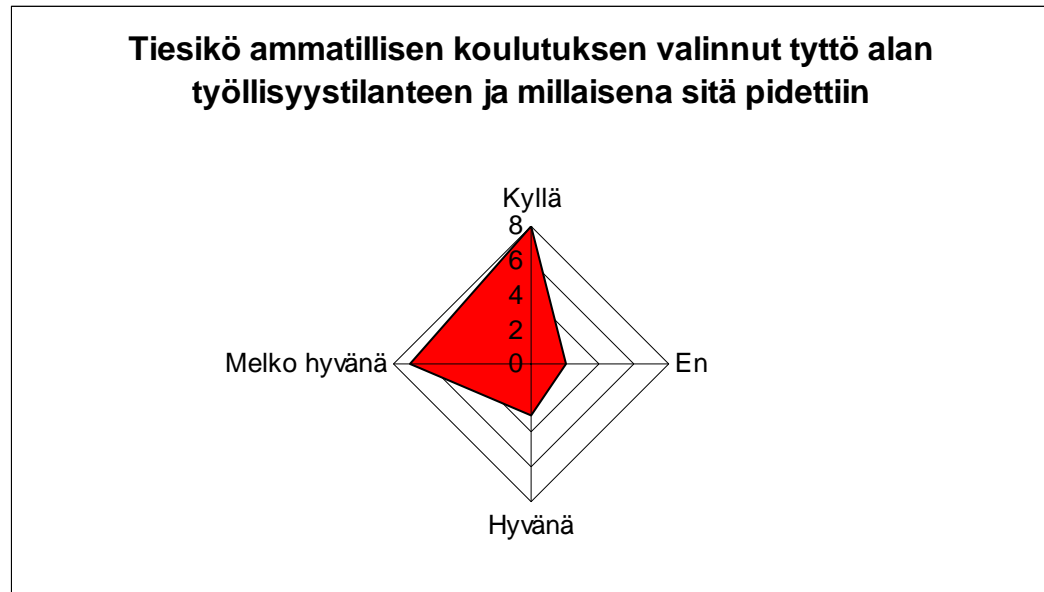 Tiesikö ammatillisen koulutuksen valinnut tyttö alan
työllisyystilanteen ja millaisena sitä pidettiin
Kyllä
8
6
4
2
0
Melko hyvänä
En
Hyvänä